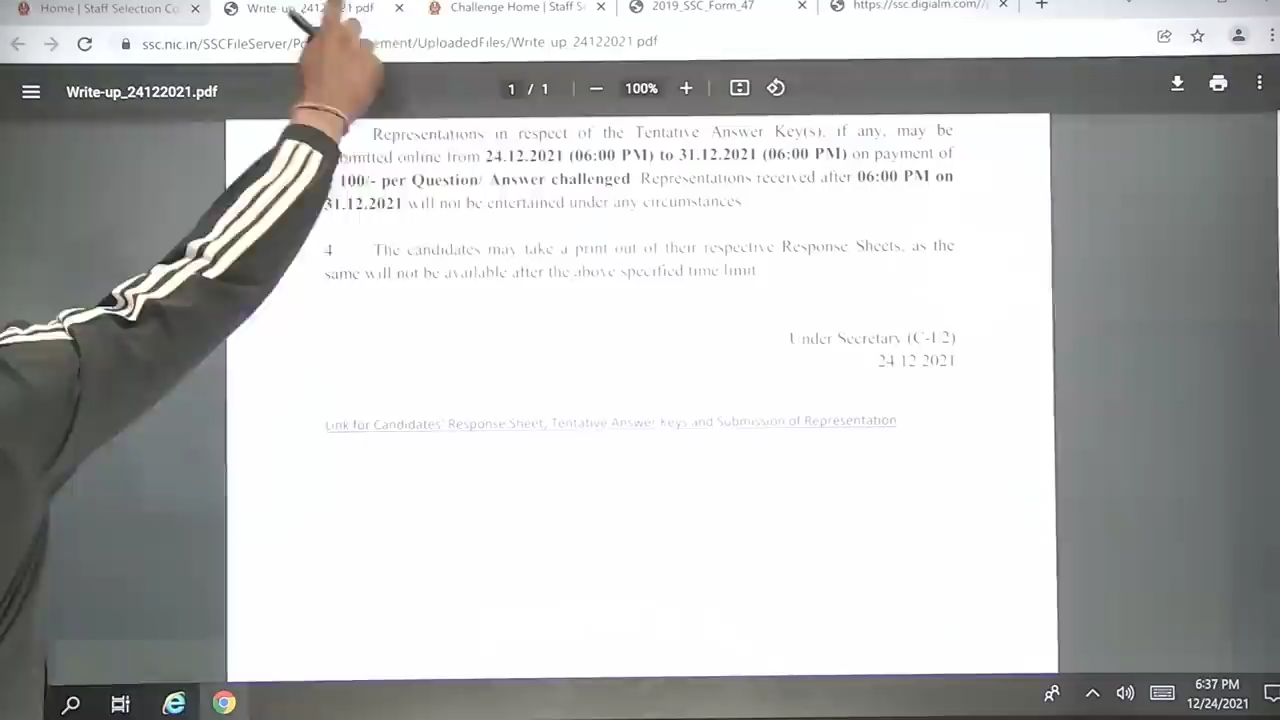 Home | Staff Selection Co
Write up_24122021.pdf
Challenge Home | Staff S
2019_SSC_Form_47
https://ssc.digialm.com//
ssc.nic.in/SSCFileServer/ ement/UploadedFiles/Write up_24122021 pdf
Write-up_24122021.pdf
1 / 1
100%
Representations in respect of the Tentative Answer Key(s), if any, may be
online from 24.12.2021 (06:00 PM) to 31.12.2021 (06:00 PM) on payment of
100/- per Question/ Answer challenged Representations received after 06:00 PM on
31.12.2021 will not be entertained under any circumstances
4 The candidates may take a print out of their respective Response Sheets, as the
same will not be available after the above specified time limit
Under Secretary (C-1/2)
24 12 2021
Link for Candidates' Response Sheet, Tentative Answer Keys and Submission of Representation
6:37 PM
12/24/2021